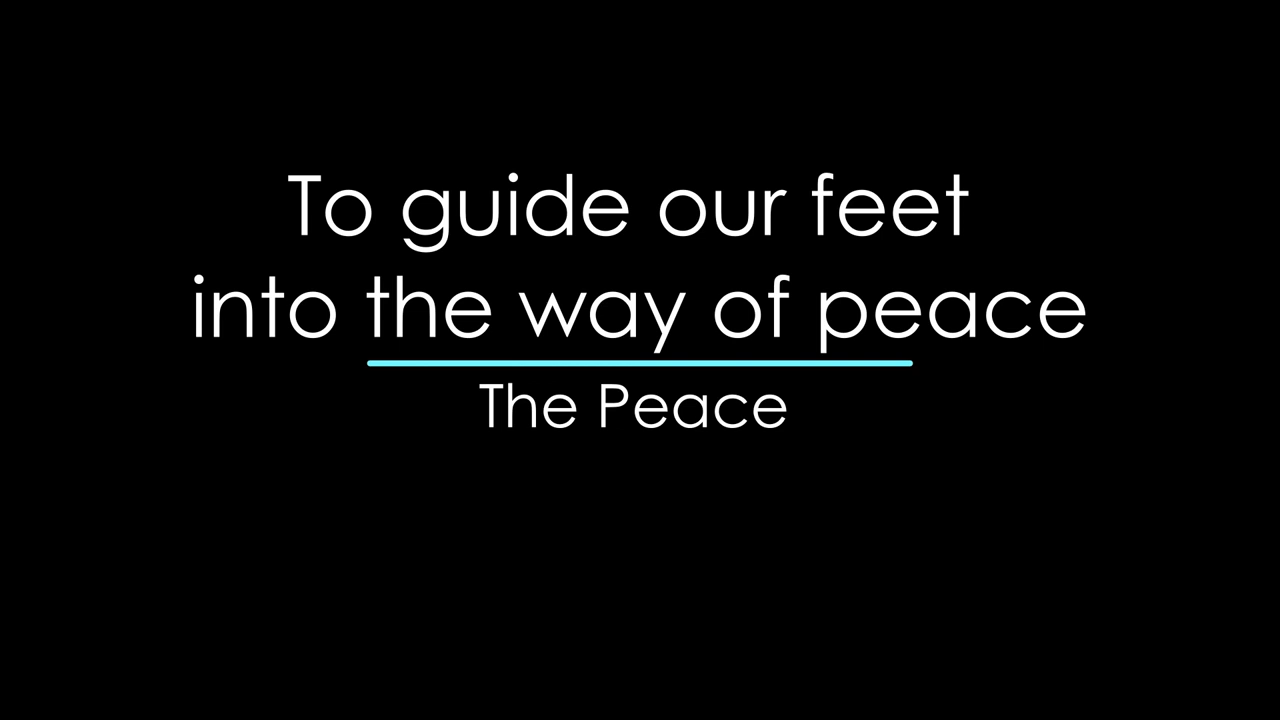 To guide our feet
into the way of peace
The Peace